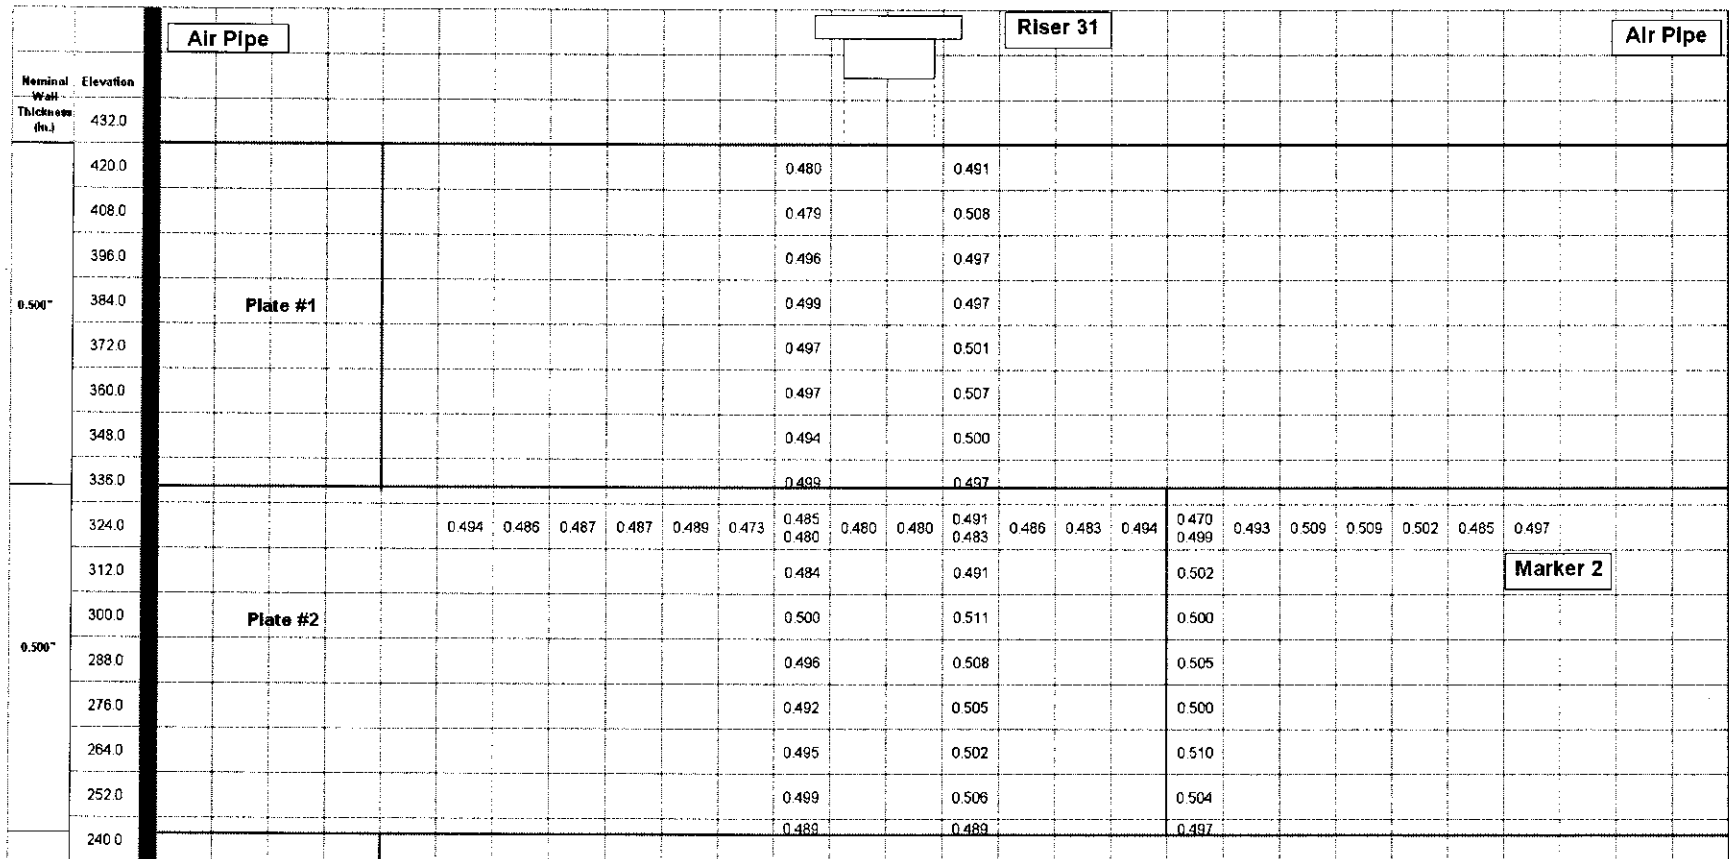 Air Pipe
Riser 31
Air Pipe
Nominal Wall Thickness (in.)
Elevation
432.0
420.0 0.480 0.491
408.0 0.479 0.508
396.0 0.496 0.497
0.500" 384.0 Plate #1 0.499 0.497
372.0 0.497 0.501
360.0 0.497 0.507
348.0 0.494 0.500
336.0 0.499 0.497
324.0 0.494 0.486 0.487 0.487 0.489 0.473 0.485 0.480 0.480 0.491 0.486 0.483 0.494 0.470 0.493 0.509 0.509 0.502 0.485 0.497
0.480 0.483 0.499
312.0 0.484 0.491 0.502 Marker 2
300.0 Plate #2 0.500 0.511 0.500
0.500" 288.0 0.496 0.508 0.505
276.0 0.492 0.505 0.500
264.0 0.495 0.502 0.510
252.0 0.499 0.506 0.504
240.0 0.489 0.489 0.497